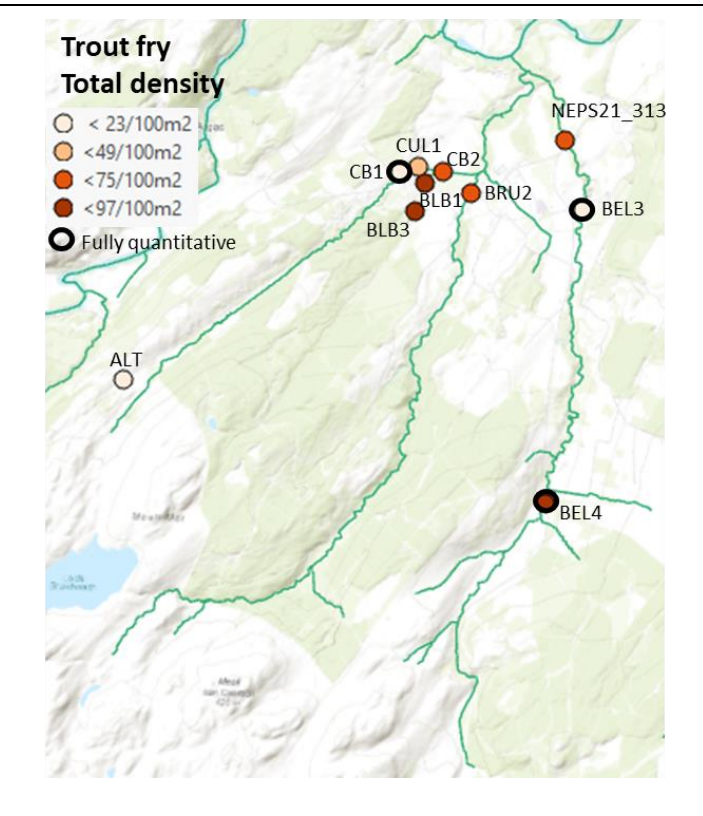 Trout fry
Total density
< 23/100m2
<49/100m2
<75/100m2
<97/100m2
Fully quantitative
NEPS21_313
CUL1
CB1
CB2
BLB1
BRU2
BEL3
BLB3
ALT
BEL4
Meall